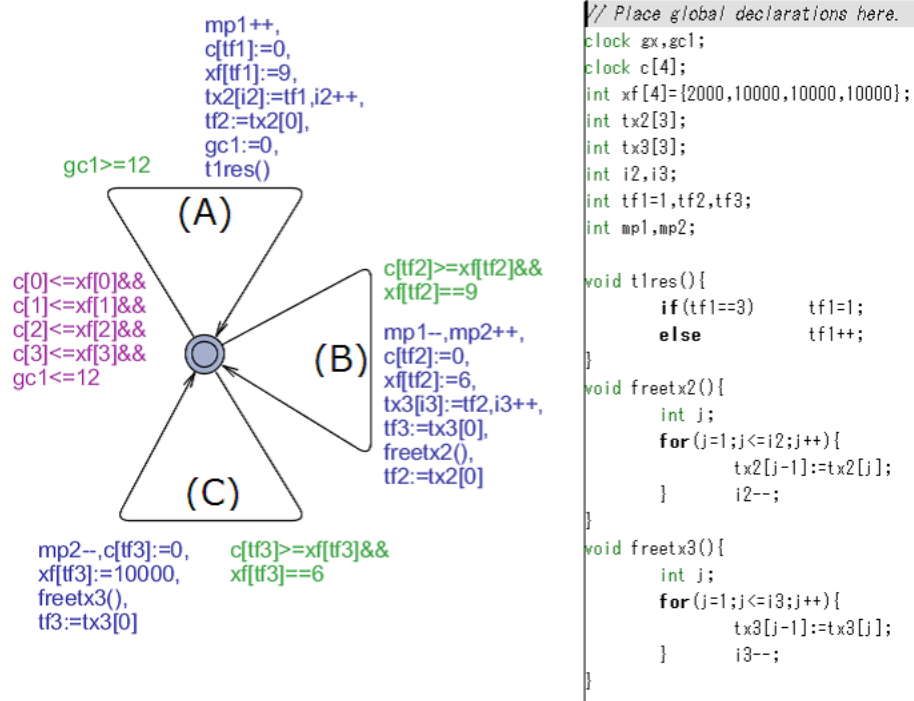 mp1++,
c[tf1]:=0,
xf[tf1]:=9,
tx2[i2]:=tf1,i2++,
tf2:=tx2[0],
gc1:=0,
t1res()
gc1>=12
(A)
c[0]<=xf[0]&&
c[1]<=xf[1]&&
c[2]<=xf[2]&&
c[3]<=xf[3]&&
gc1<=12
c[tf2]>=xf[tf2]&&
xf[tf2]==9
(B)
mp1--,mp2++,
c[tf2]:=0,
xf[tf2]:=6,
tx3[i3]:=tf2,i3++,
tf3:=tx3[0],
freetx2(),
tf2:=tx2[0]
(C)
mp2--,c[tf3]:=0,
xf[tf3]:=10000,
freetx3(),
tf3:=tx3[0]
c[tf3]>=xf[tf3]&&
xf[tf3]==6
// Place global declarations here.
clock gx,gc1;
clock c[4];
int xf[4]={2000,10000,10000,10000};
int tx2[3];
int tx3[3];
int i2,i3;
int tf1=1,tf2,tf3;
int mp1,mp2;
void t1res(){
if(tf1==3) tf1=1;
else tf1++;
}
void freetx2(){
int j;
for(j=1;j<=i2;j++){
tx2[j-1]:=tx2[j];
} i2--;
}
void freetx3(){
int j;
for(j=1;j<=i3;j++){
tx3[j-1]:=tx3[j];
} i3--;
}